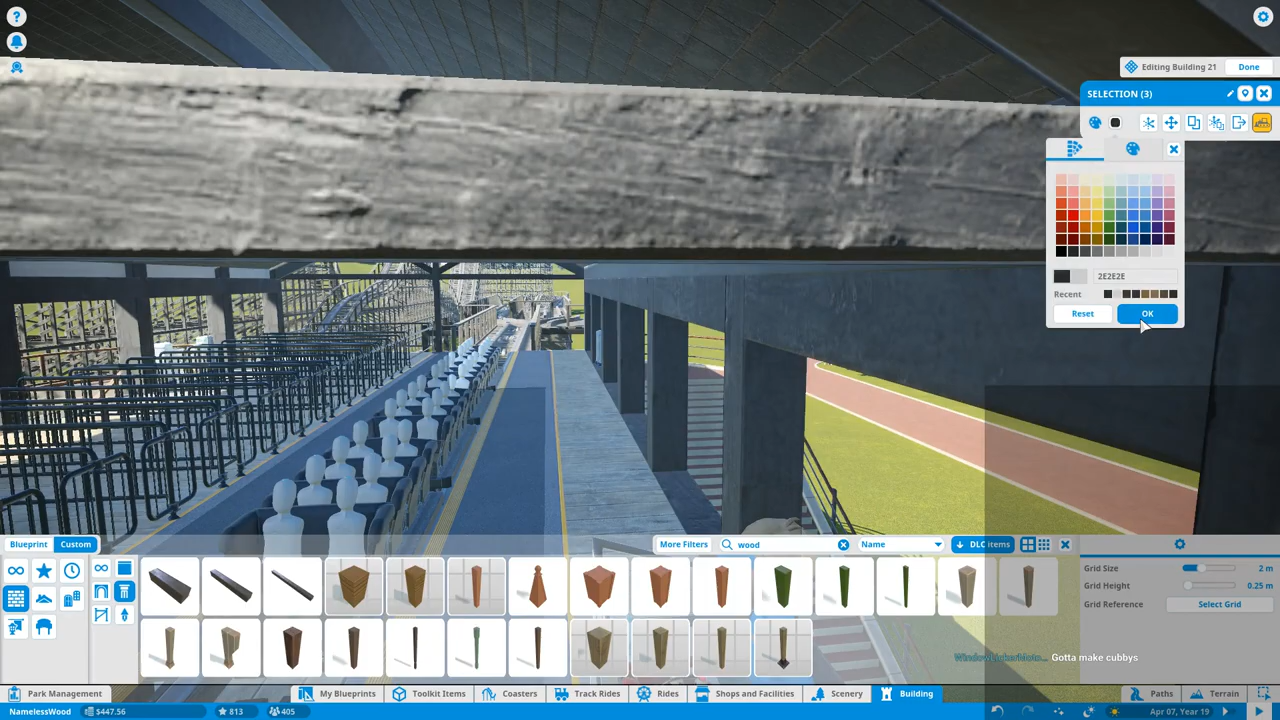 ?
Editing Building 21
Done
SELECTION (3)
2E2E2E
Recent
Reset
OK
Blueprint
Custom
More Filters
wood
Name
DLC items
Grid Size
2 m
Grid Height
0.25 m
Grid Reference
Select Grid
Gotta make cubbys
Park Management
My Blueprints
Toolkit Items
Coasters
Track Rides
Rides
Shops and Facilities
Scenery
Building
Paths
Terrain
NamelessWood
$447.56
813
405
Apr 07, Year 19